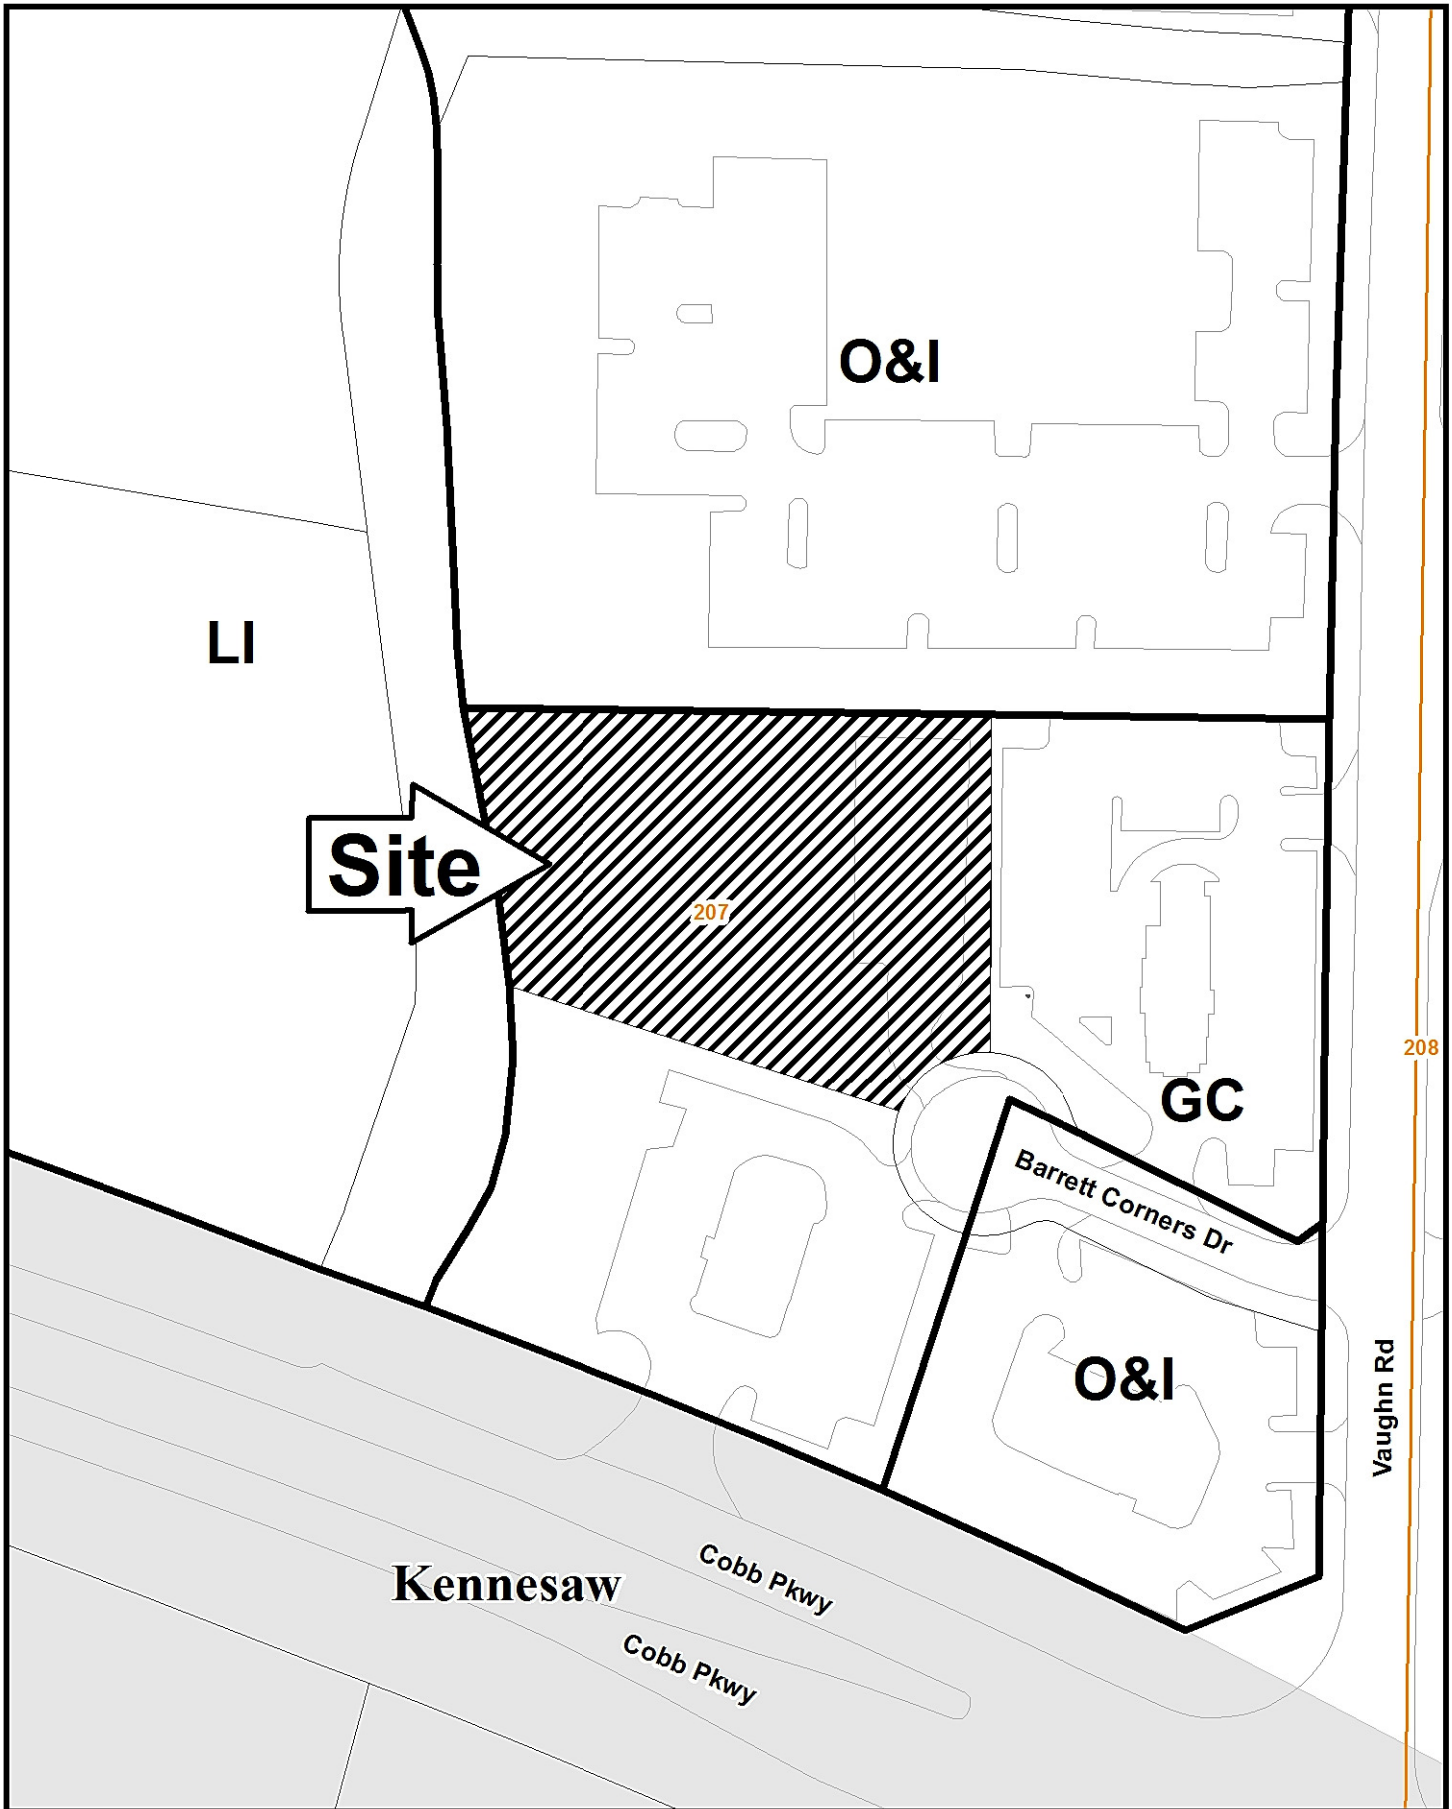 O&I
LI
Site
207
208
GC
Barrett Corners Dr
O&I
Vaughn Rd
Cobb Pkwy
Kennesaw
Cobb Pkwy